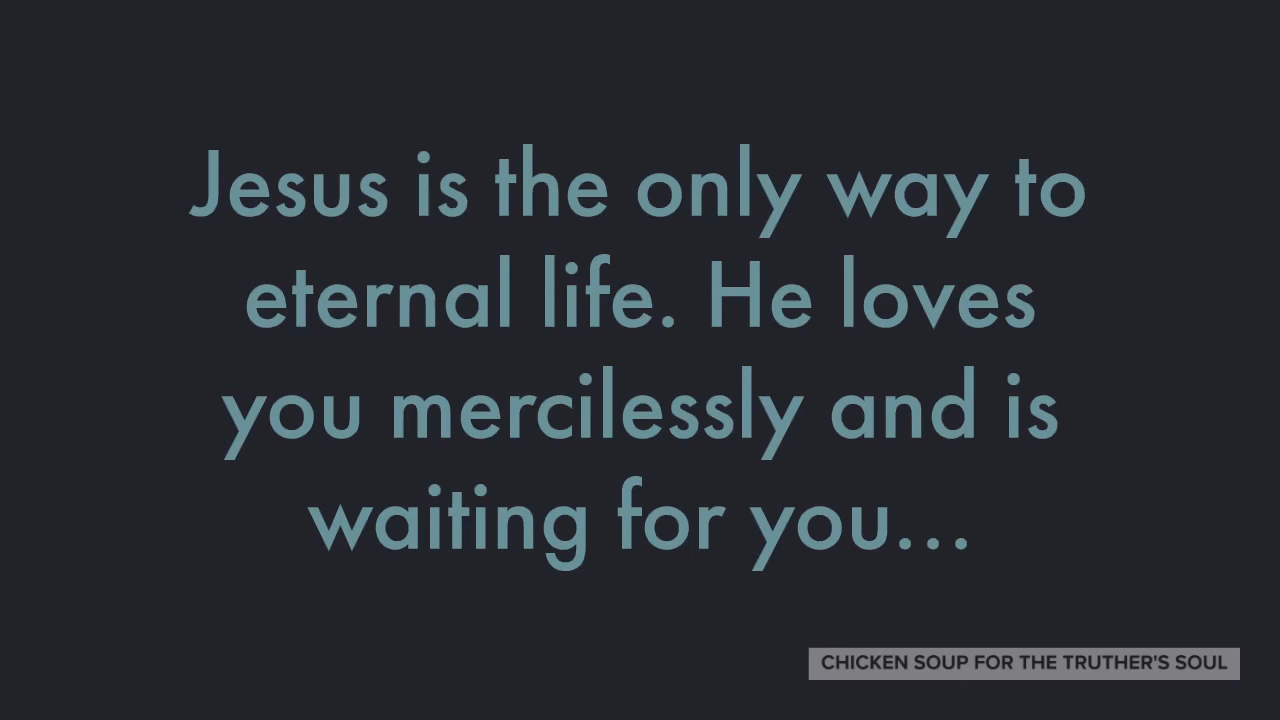 Jesus is the only way to
eternal life. He loves
you mercilessly and is
waiting for you...
CHICKEN SOUP FOR THE TRUTHER'S SOUL